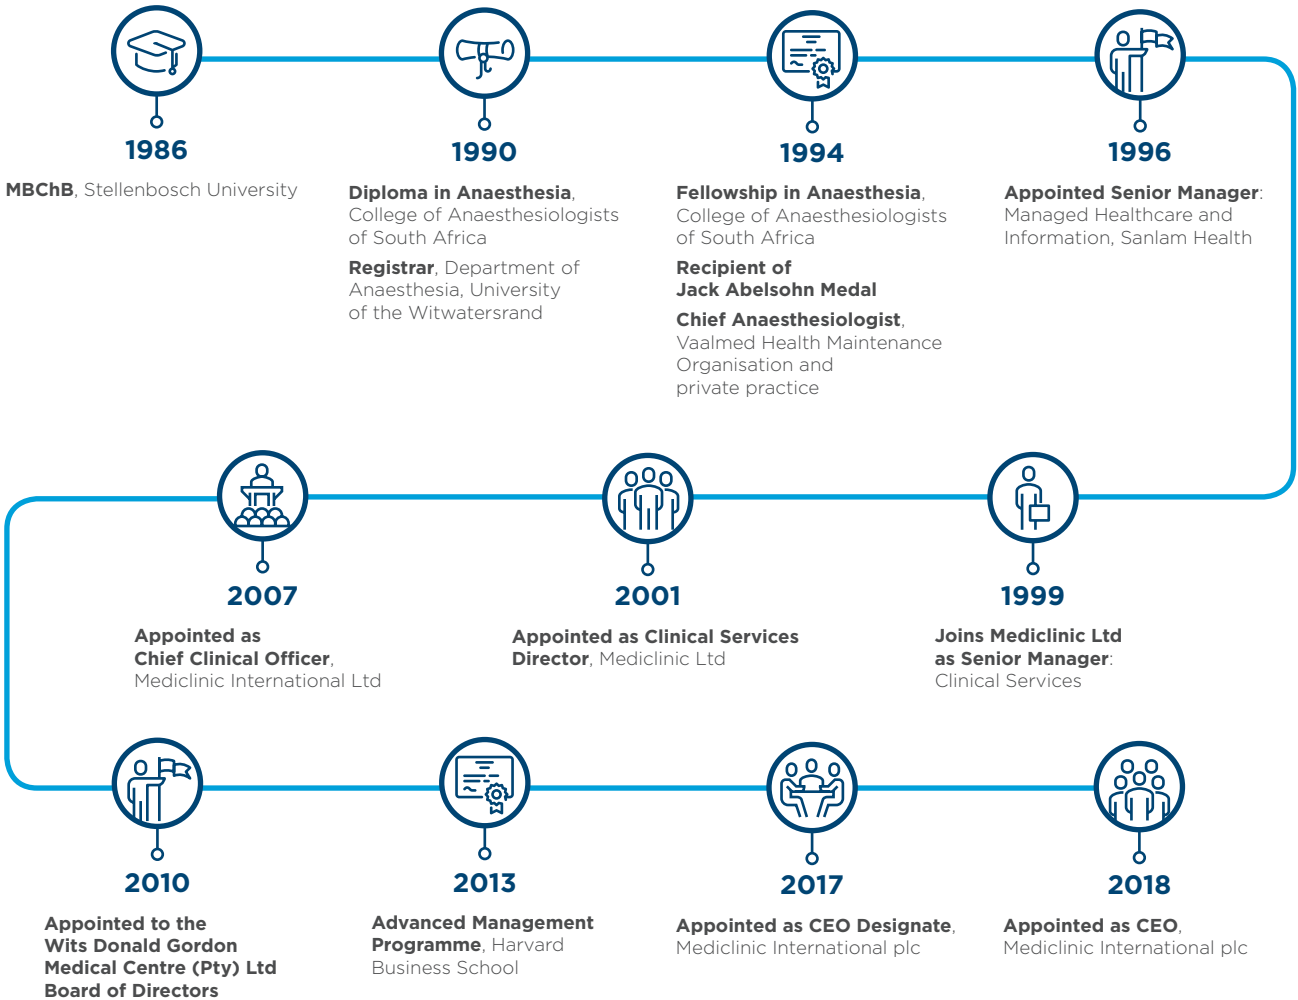 1986
MBChB, Stellenbosch University
1990
Diploma in Anaesthesia,
College of Anaesthesiologists
of South Africa
Registrar, Department of
Anaesthesia, University
of the Witwatersrand
1994
Fellowship in Anaesthesia,
College of Anaesthesiologists
of South Africa
Recipient of
Jack Abelsohn Medal
Chief Anaesthesiologist,
Vaalmed Health Maintenance
Organisation and
private practice
1996
Appointed Senior Manager:
Managed Healthcare and
Information, Sanlam Health
1999
Joins Mediclinic Ltd
as Senior Manager:
Clinical Services
2001
Appointed as Clinical Services
Director, Mediclinic Ltd
2007
Appointed as
Chief Clinical Officer,
Mediclinic International Ltd
2010
Appointed to the
Wits Donald Gordon
Medical Centre (Pty) Ltd
Board of Directors
2013
Advanced Management
Programme, Harvard
Business School
2017
Appointed as CEO Designate,
Mediclinic International plc
2018
Appointed as CEO,
Mediclinic International plc